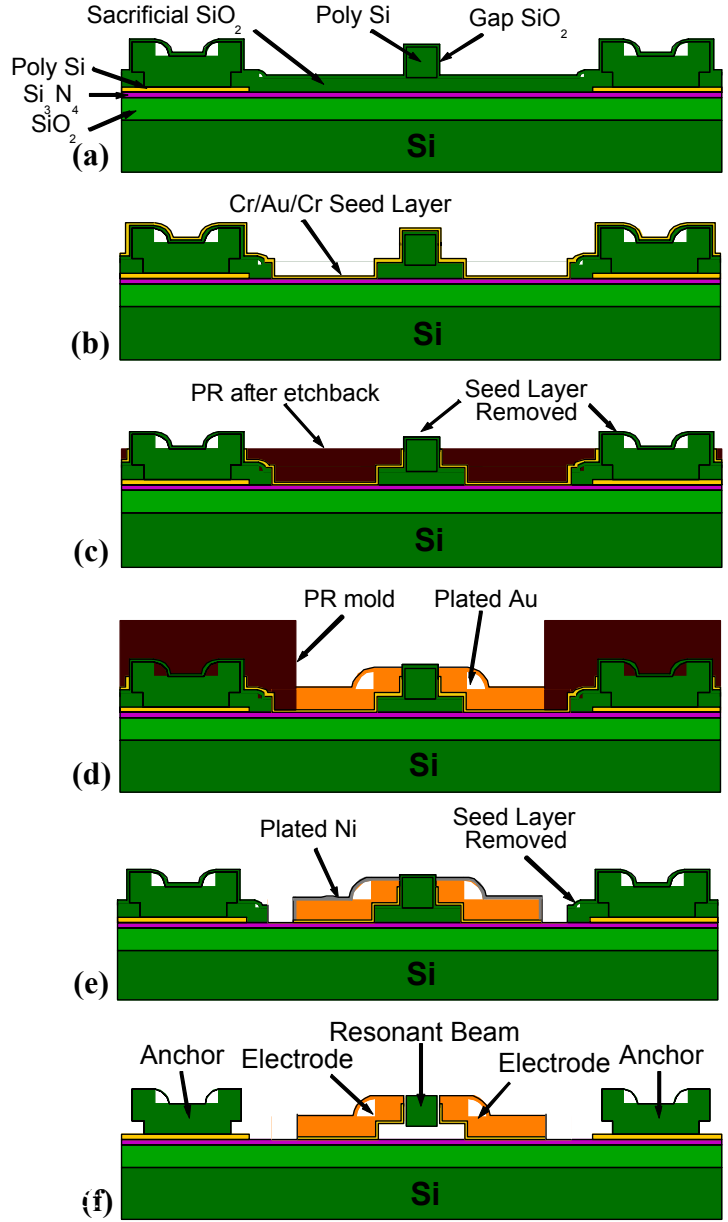 Sacrificial SiO2
Poly Si
Gap SiO2
Poly Si
Si3N4
SiO2
Si
(a)
Cr/Au/Cr Seed Layer
Si
(b)
PR after etchback
Seed Layer
Removed
Si
(c)
PR mold
Plated Au
Si
(d)
Plated Ni
Seed Layer
Removed
Si
(e)
Resonant Beam
Anchor
Electrode
Electrode
Anchor
Si
(f)